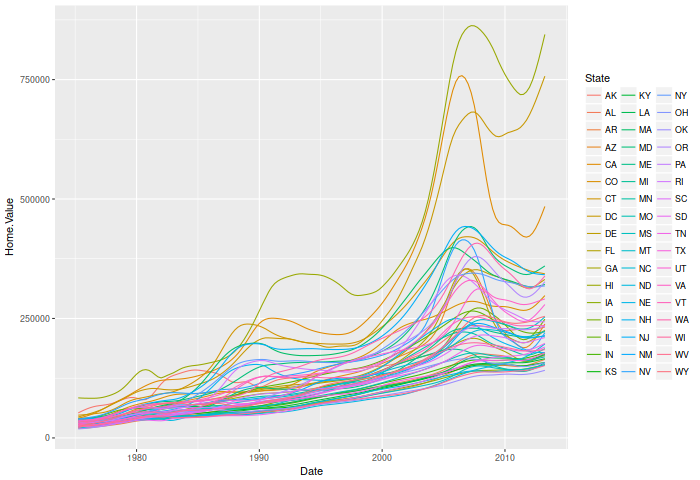 Home.Value
750000
500000
250000
0
1980 1990 2000 2010
Date
State
AK KY NY
AL LA OH
AR MA OK
AZ MD OR
CA ME PA
CO MI RI
CT MN SC
DC MO SD
DE MS TN
FL MT TX
GA NC UT
HI ND VA
IA NE VT
ID NH WA
IL NJ WI
IN NM WV
KS NV WY